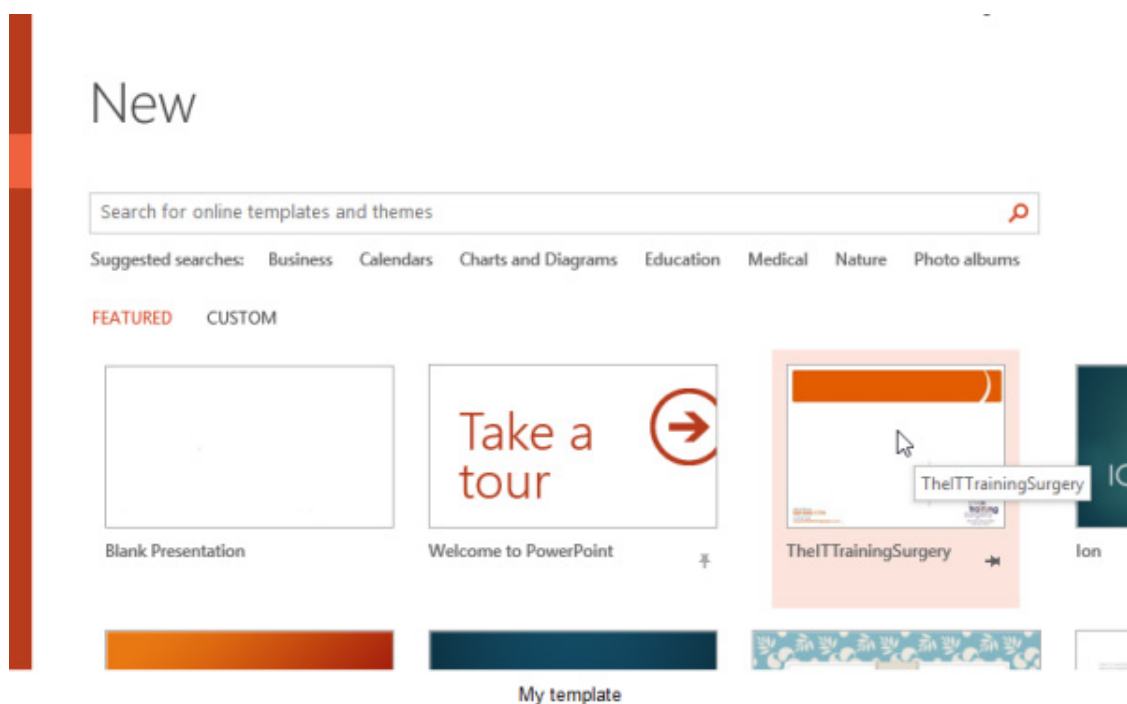 New
Search for online templates and themes
Suggested searches: Business Calendars Charts and Diagrams Education Medical Nature Photo albums
FEATURED CUSTOM
Take a
tour
TheITTrainingSurgery
training
Blank Presentation
Welcome to PowerPoint
TheITTrainingSurgery
Ion
My template